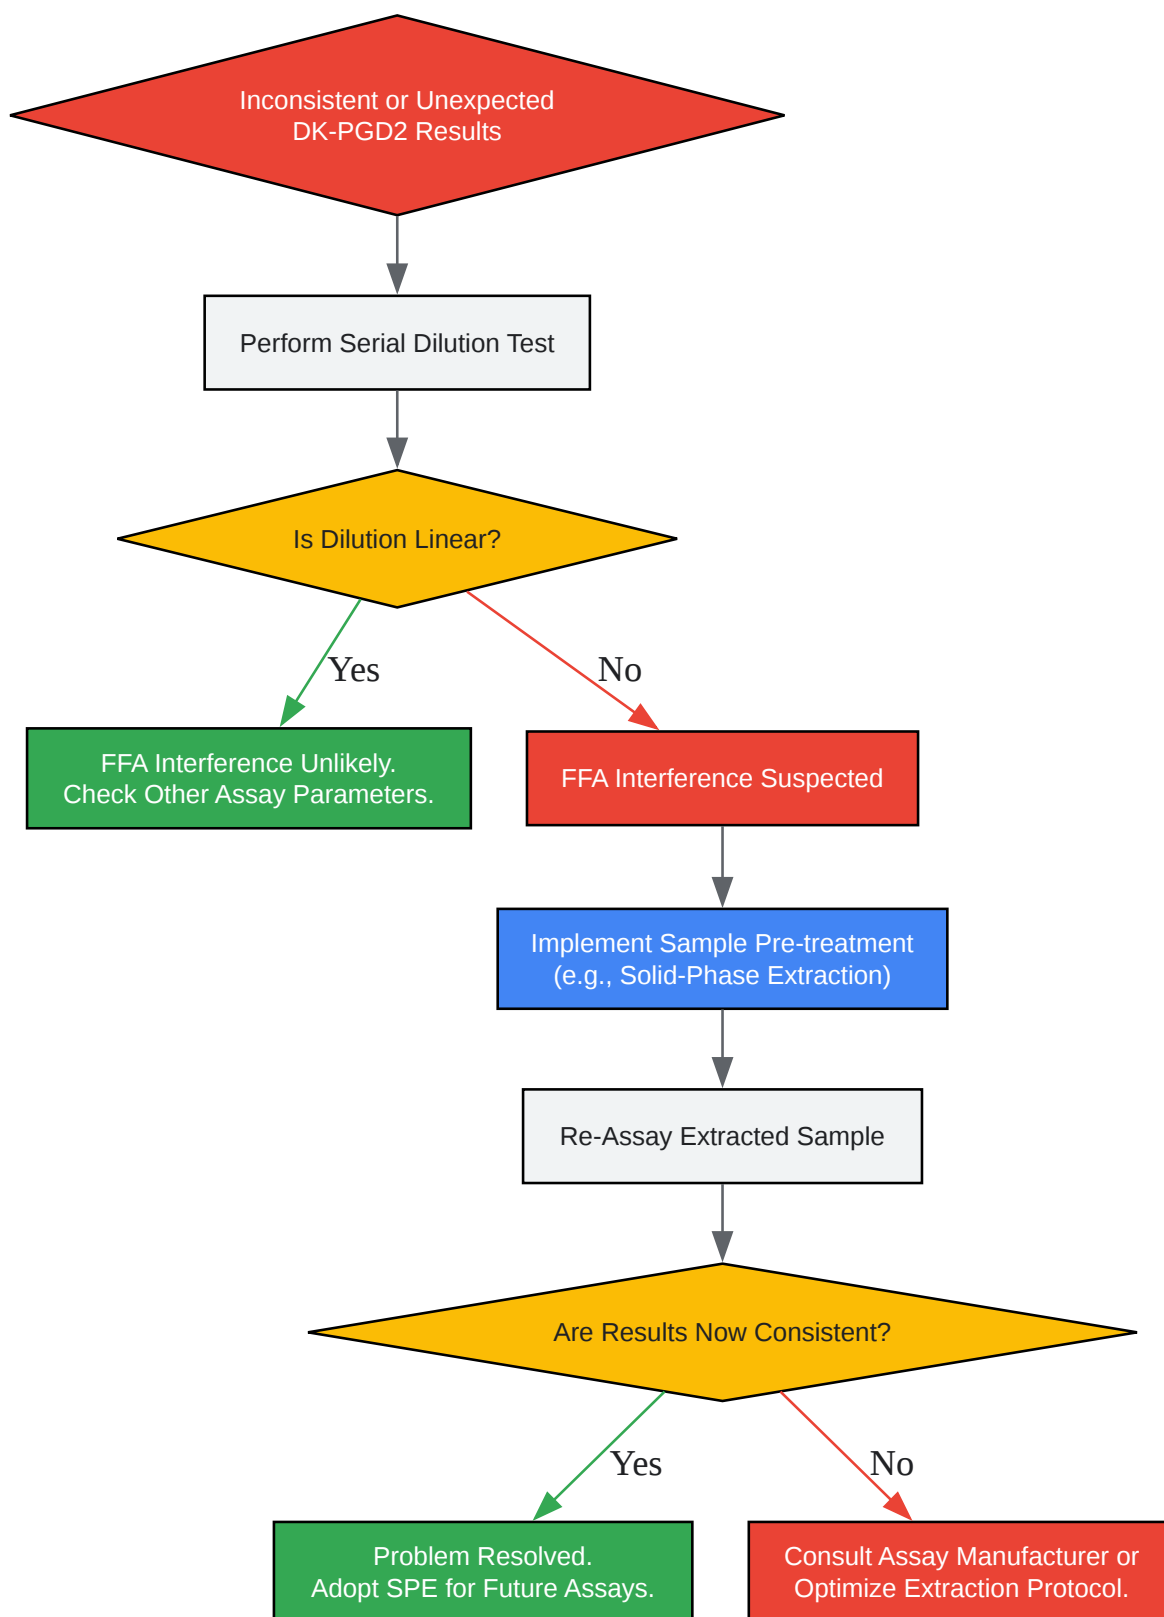 Inconsistent or Unexpected
DK-PGD2 Results
Perform Serial Dilution Test
Is Dilution Linear?
Yes
No
FFA Interference Unlikely.
Check Other Assay Parameters.
FFA Interference Suspected
Implement Sample Pre-treatment
(e.g., Solid-Phase Extraction)
Re-Assay Extracted Sample
Are Results Now Consistent?
Yes
No
Problem Resolved.
Adopt SPE for Future Assays.
Consult Assay Manufacturer or
Optimize Extraction Protocol.